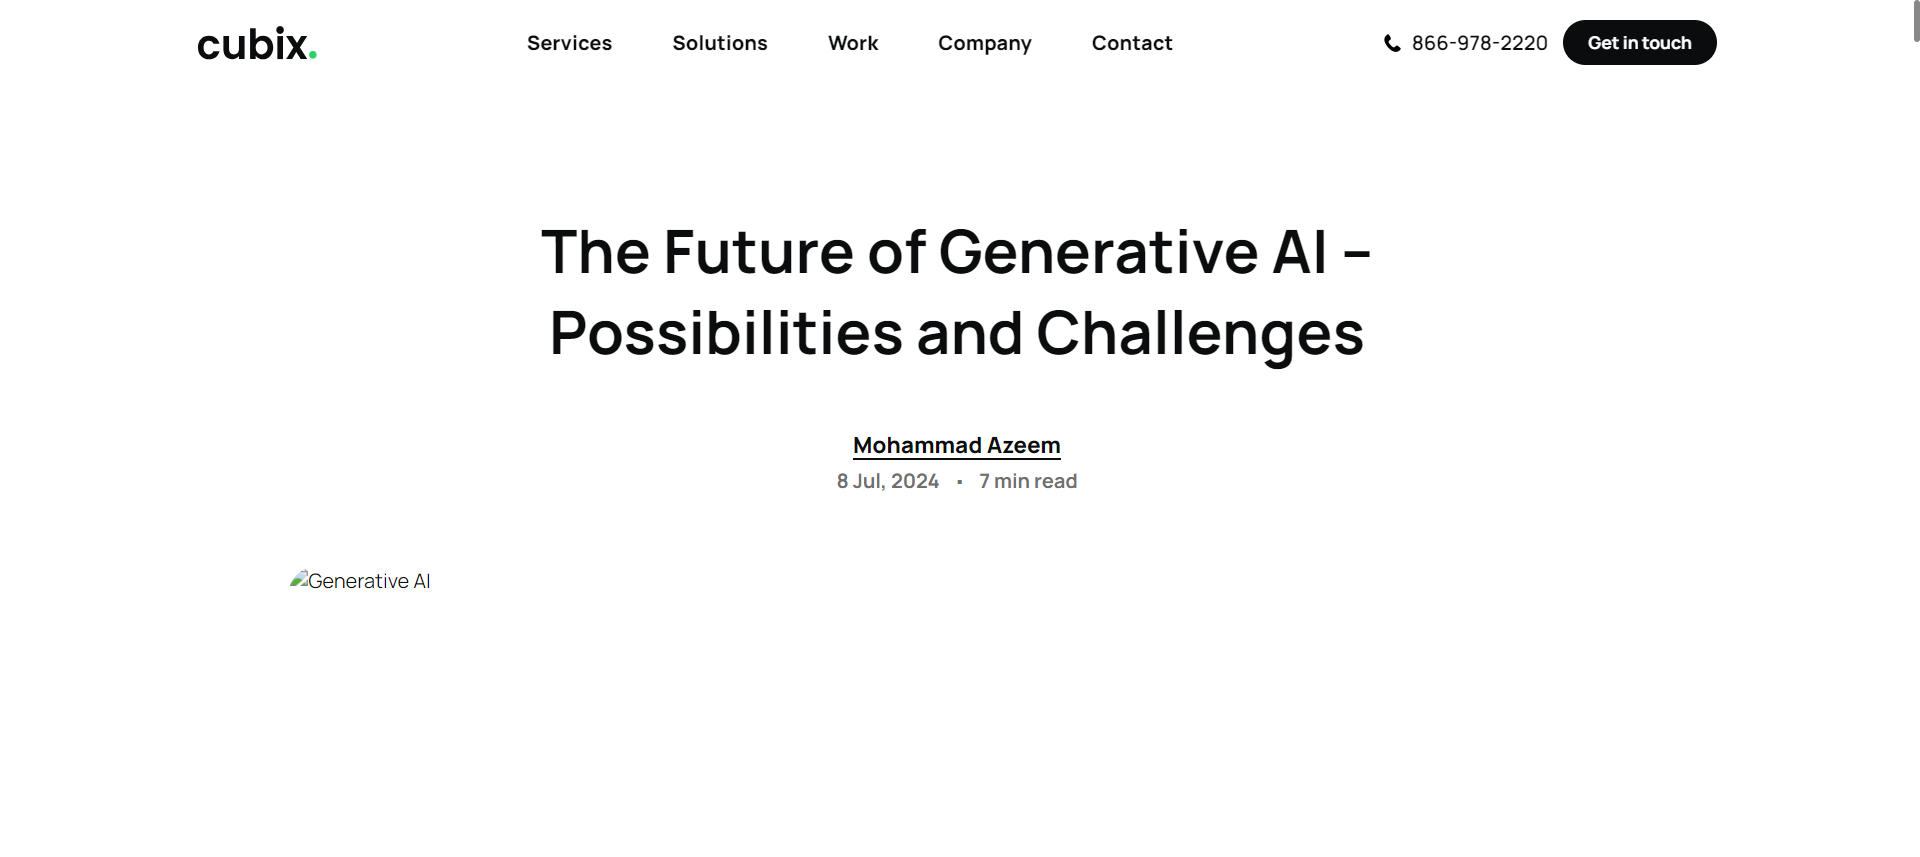 cubix.
Services Solutions Work Company Contact
866-978-2220 Get in touch
The Future of Generative AI –
Possibilities and Challenges
Mohammad Azeem
8 Jul, 2024 · 7 min read
Generative AI